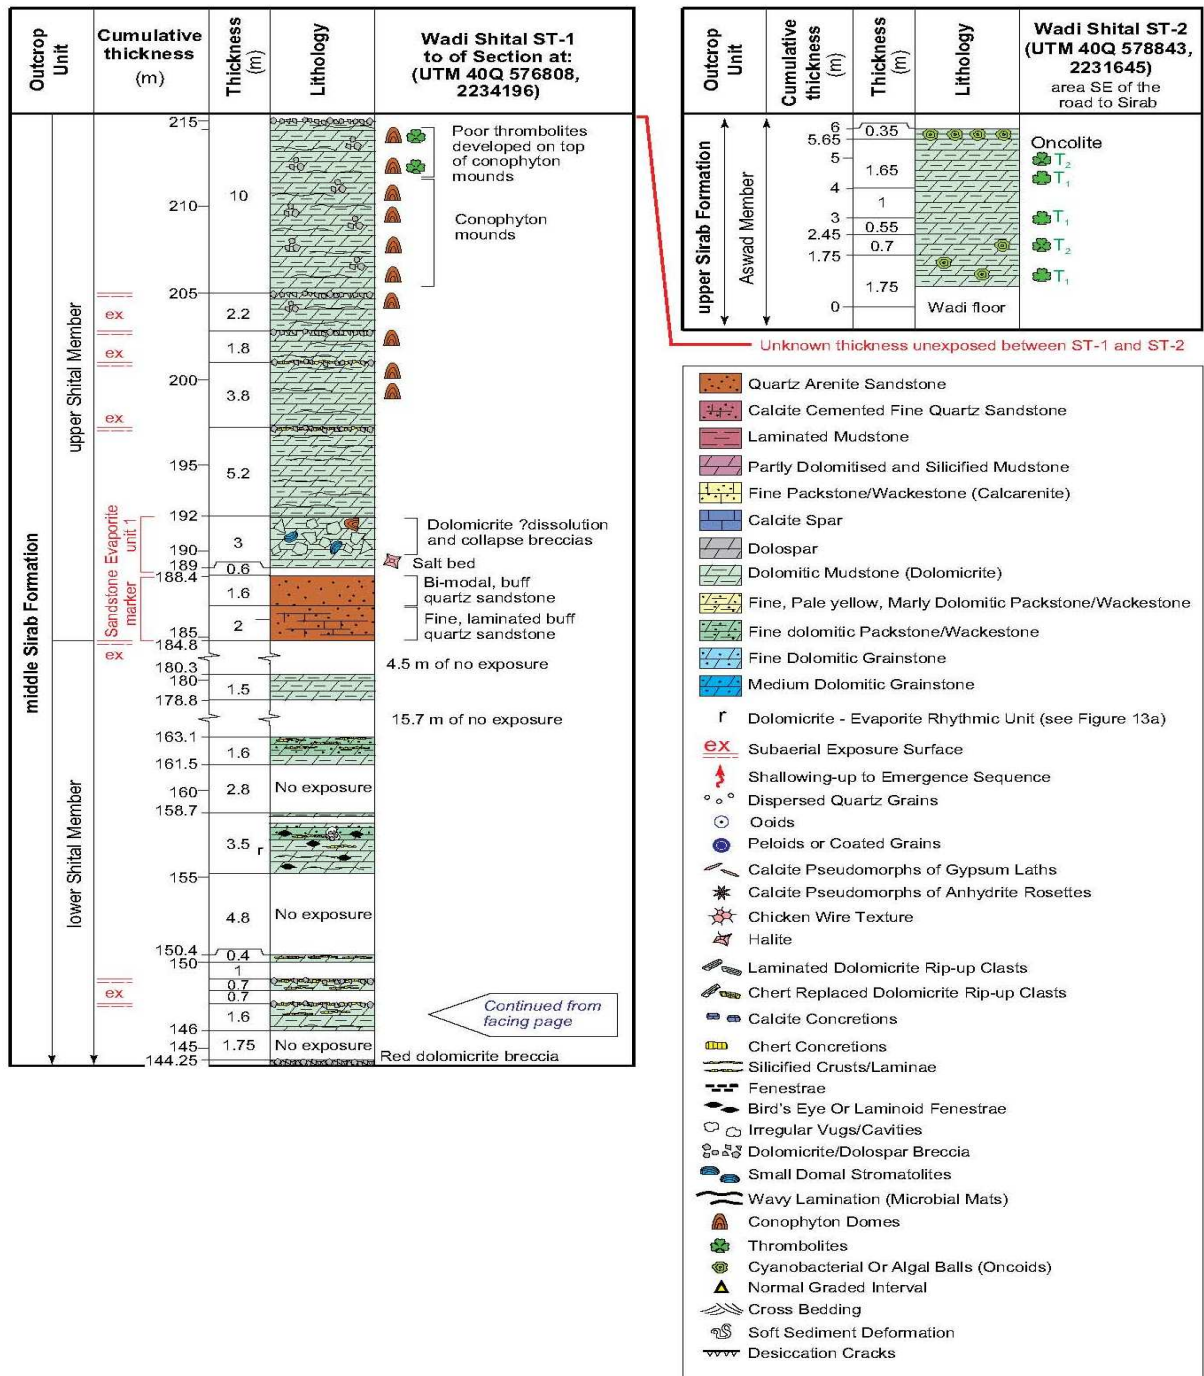 Outcrop
Unit
Cumulative
thickness
(m)
Thickness
(m)
Lithology
Wadi Shital ST-1
to of Section at:
(UTM 40Q 576808,
2234196)
middle Sirab Formation
upper Shital Member
lower Shital Member
215
210
205
ex
ex
200
ex
195
192
190
189
188.4
185
184.8
ex
180.3
180
178.8
163.1
161.5
160
158.7
155
150.4
150
ex
146
145
144.25
Evaporite
unit 1
Sandstone
marker
10
2.2
1.8
3.8
5.2
3
0.6
1.6
2
1.5
1.6
2.8
3.5
r
4.8
0.4
1
0.7
0.7
1.6
1.75
No exposure
No exposure
No exposure
Poor thrombolites
developed on top
of conophyton
mounds
Conophyton
mounds
Dolomicrite ?dissolution
and collapse breccias
Salt bed
Bi-modal, buff
quartz sandstone
Fine, laminated buff
quartz sandstone
4.5 m of no exposure
15.7 m of no exposure
Continued from
facing page
Red dolomicrite breccia
Outcrop
Unit
Cumulative
thickness
(m)
Thickness
(m)
Lithology
Wadi Shital ST-2
(UTM 40Q 578843,
2231645)
area SE of the
road to Sirab
upper Sirab Formation
Aswad Member
6
5.65
5
4
3
2.45
1.75
0
0.35
1.65
1
0.55
0.7
1.75
Wadi floor
Oncolite
T2
T1
T1
T2
T1
Unknown thickness unexposed between ST-1 and ST-2
Quartz Arenite Sandstone
Calcite Cemented Fine Quartz Sandstone
Laminated Mudstone
Partly Dolomitised and Silicified Mudstone
Fine Packstone/Wackestone (Calcarenite)
Calcite Spar
Dolospar
Dolomitic Mudstone (Dolomicrite)
Fine, Pale yellow, Marly Dolomitic Packstone/Wackestone
Fine dolomitic Packstone/Wackestone
Fine Dolomitic Grainstone
Medium Dolomitic Grainstone
r Dolomicrite - Evaporite Rhythmic Unit (see Figure 13a)
ex Subaerial Exposure Surface
Shallowing-up to Emergence Sequence
Dispersed Quartz Grains
Ooids
Peloids or Coated Grains
Calcite Pseudomorphs of Gypsum Laths
Calcite Pseudomorphs of Anhydrite Rosettes
Chicken Wire Texture
Halite
Laminated Dolomicrite Rip-up Clasts
Chert Replaced Dolomicrite Rip-up Clasts
Calcite Concretions
Chert Concretions
Silicified Crusts/Laminae
Fenestrae
Bird's Eye Or Laminoid Fenestrae
Irregular Vugs/Cavities
Dolomicrite/Dolospar Breccia
Small Domal Stromatolites
Wavy Lamination (Microbial Mats)
Conophyton Domes
Thrombolites
Cyanobacterial Or Algal Balls (Oncoids)
Normal Graded Interval
Cross Bedding
Soft Sediment Deformation
Desiccation Cracks